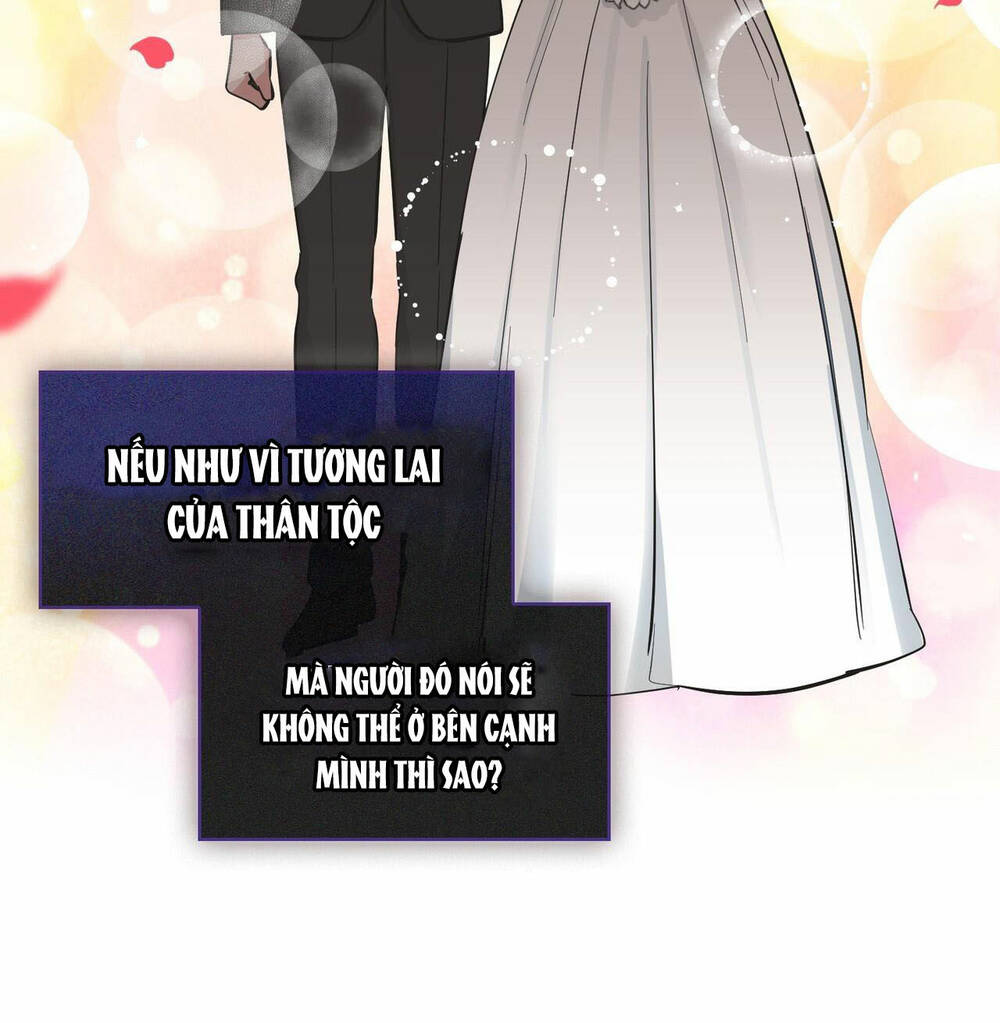 NẾU NHƯ VÌ TƯƠNG LAI
CỦA THÂN TỘC
MÀ NGƯỜI ĐÓ NÓI SẼ
KHÔNG THỂ Ở BÊN CẠNH
MÌNH THÌ SAO?